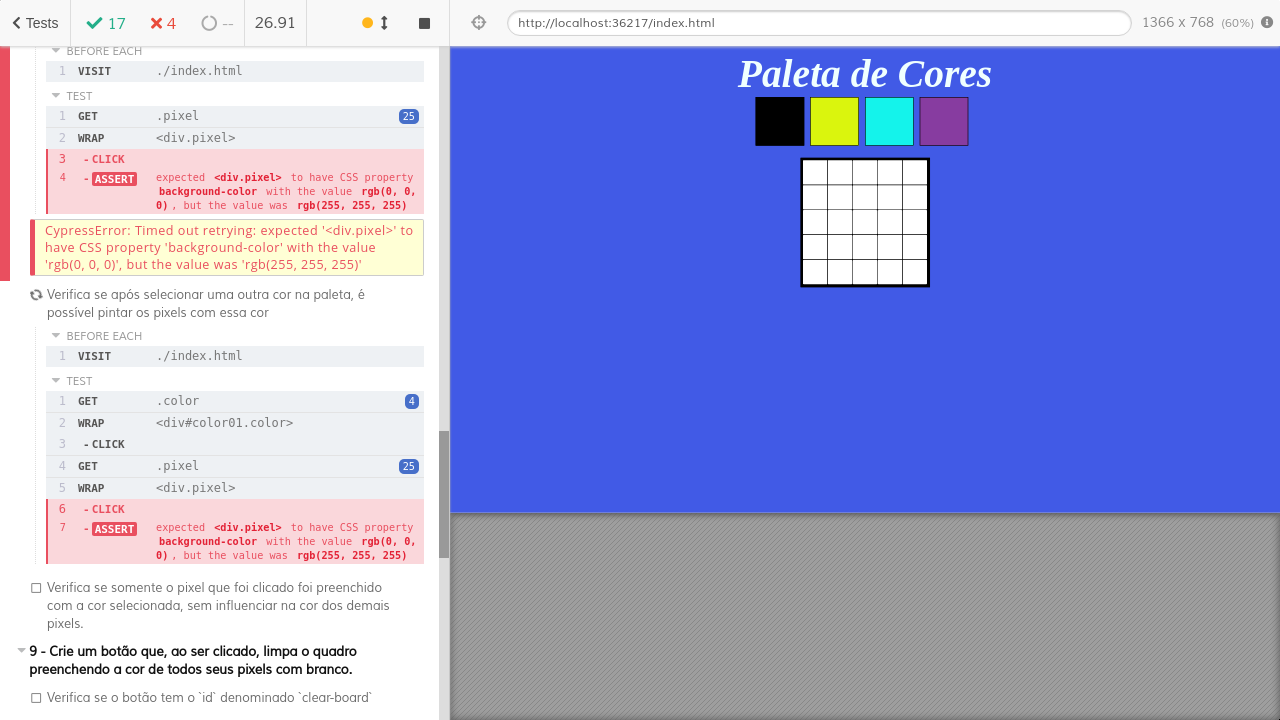 Tests 17 4 -- 26.91 http://localhost:36217/index.html 1366 x 768 (60%)
BEFORE EACH
1 VISIT ./index.html
TEST
1 GET .pixel 25
2 WRAP <div.pixel>
3 - CLICK
4 - ASSERT expected <div.pixel> to have CSS property
background-color with the value rgb(0, 0,
0) , but the value was rgb(255, 255, 255)
CypressError: Timed out retrying: expected '<div.pixel>' to
have CSS property 'background-color' with the value
'rgb(0, 0, 0)', but the value was 'rgb(255, 255, 255)'
Verifica se após selecionar uma outra cor na paleta, é
possível pintar os pixels com essa cor
BEFORE EACH
1 VISIT ./index.html
TEST
1 GET .color 4
2 WRAP <div#color01.color>
3 - CLICK
4 GET .pixel 25
5 WRAP <div.pixel>
6 - CLICK
7 - ASSERT expected <div.pixel> to have CSS property
background-color with the value rgb(0, 0,
0) , but the value was rgb(255, 255, 255)
Verifica se somente o pixel que foi clicado foi preenchido
com a cor selecionada, sem influenciar na cor dos demais
pixels.
9 - Crie um botão que, ao ser clicado, limpa o quadro
preenchendo a cor de todos seus pixels com branco.
Verifica se o botão tem o `id` denominado `clear-board`
Paleta de Cores